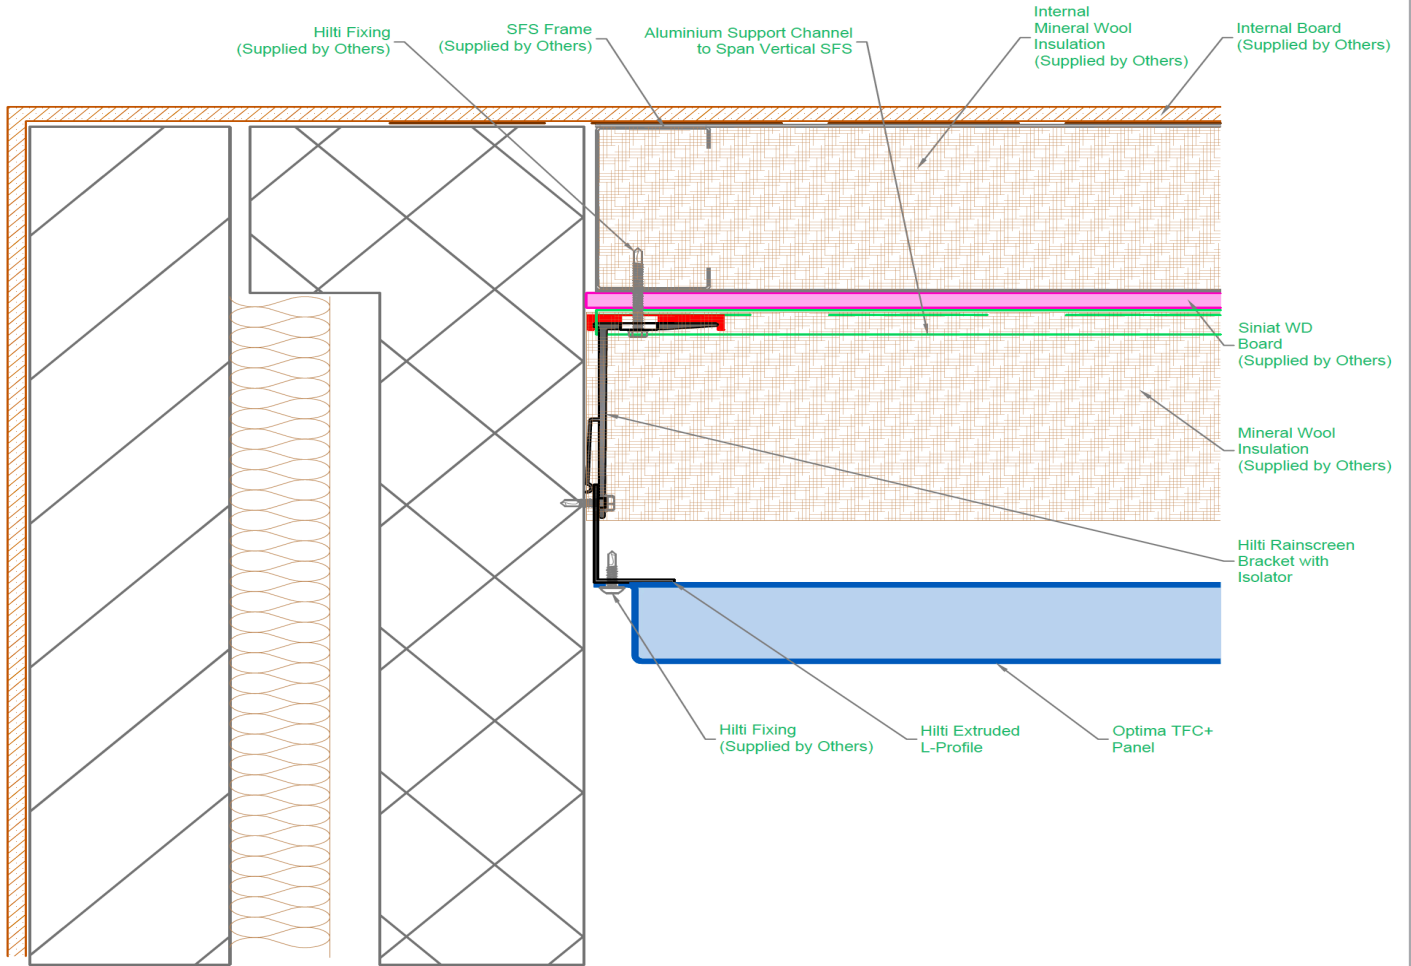 Hilti Fixing
(Supplied by Others)
SFS Frame
(Supplied by Others)
Aluminium Support Channel
to Span Vertical SFS
Internal
Mineral Wool
Insulation
(Supplied by Others)
Internal Board
(Supplied by Others)
Siniat WD
Board
(Supplied by Others)
Mineral Wool
Insulation
(Supplied by Others)
Hilti Rainscreen
Bracket with
Isolator
Hilti Fixing
(Supplied by Others)
Hilti Extruded
L-Profile
Optima TFC+
Panel